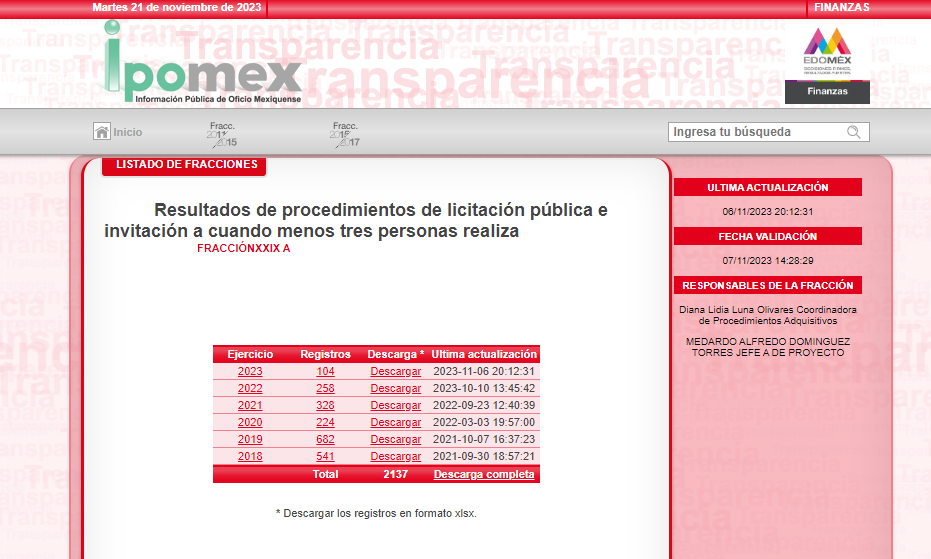 Martes 21 de noviembre de 2023
FINANZAS
ipomex
Información Pública de Oficio Mexiquense
EDOMÉX
DECISIONES FIRMES, RESULTADOS FUERTES.
Finanzas
Inicio
Fracc.
2015
Fracc.
2017
Ingresa tu búsqueda
LISTADO DE FRACCIONES
Resultados de procedimientos de licitación pública e
invitación a cuando menos tres personas realiza
FRACCIÓNXXIX A
Ejercicio Registros Descarga * Ultima actualización
2023 104 Descargar 2023-11-06 20:12:31
2022 258 Descargar 2023-10-10 13:45:42
2021 328 Descargar 2022-09-23 12:40:39
2020 224 Descargar 2022-03-03 19:57:00
2019 682 Descargar 2021-10-07 16:37:23
2018 541 Descargar 2021-09-30 18:57:21
Total 2137 Descarga completa
* Descargar los registros en formato xlsx.
ULTIMA ACTUALIZACIÓN
06/11/2023 20:12:31
FECHA VALIDACIÓN
07/11/2023 14:28:29
RESPONSABLES DE LA FRACCIÓN
Diana Lidia Luna Olivares Coordinadora
de Procedimientos Adquisitivos
MEDARDO ALFREDO DOMINGUEZ
TORRES JEFE A DE PROYECTO